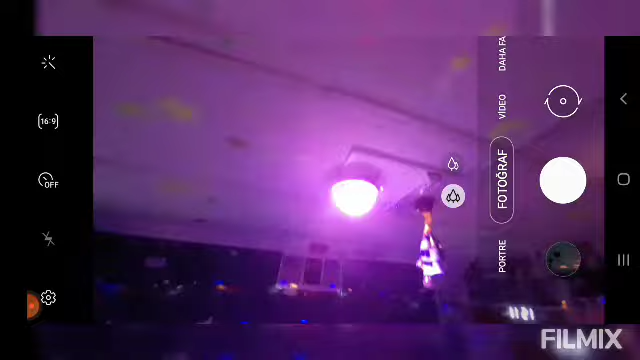 16:9
OFF
DAHA FA
VİDEO
FOTOĞRAF
PORTRE
FILMIX